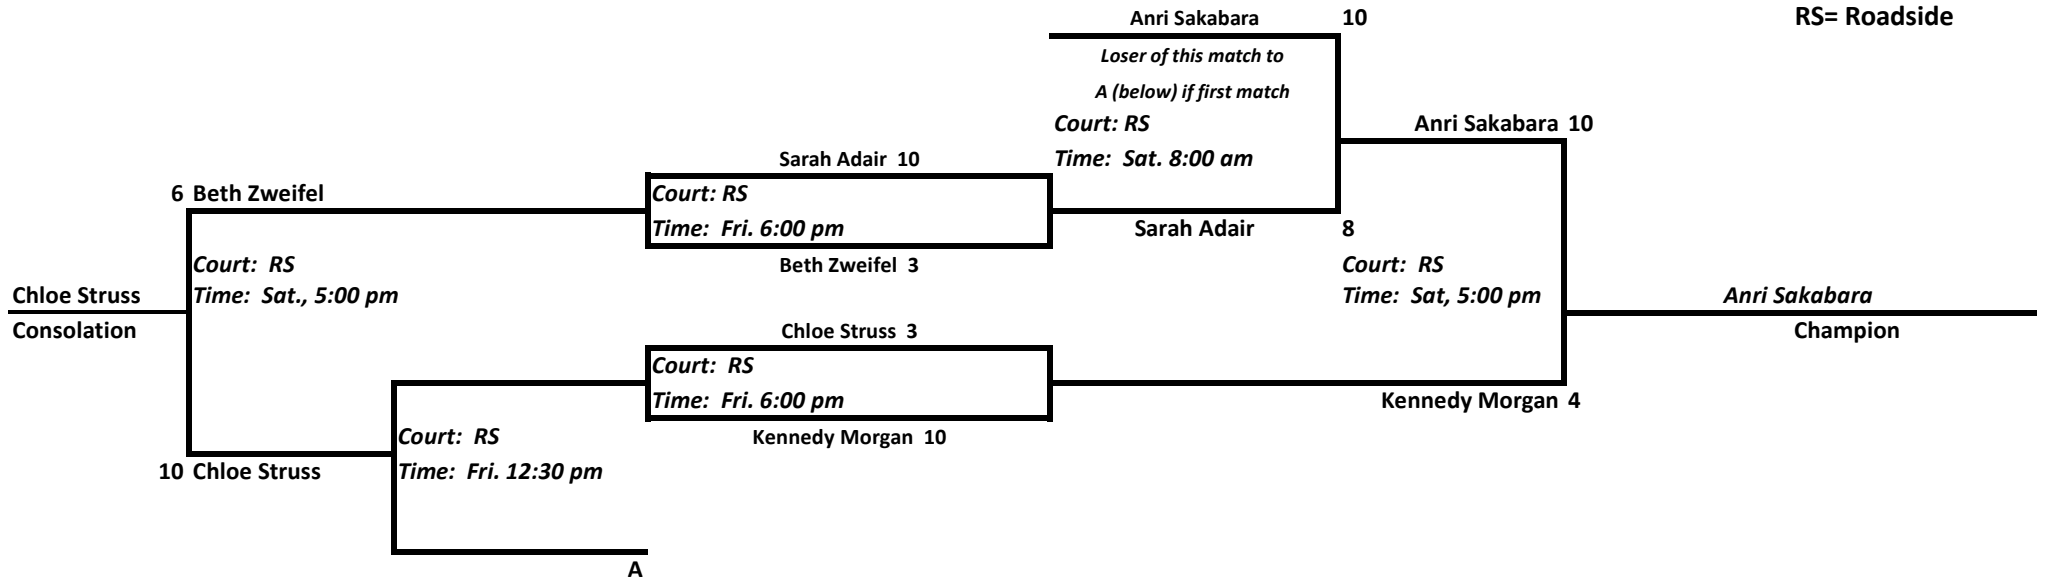 Anri Sakabara 10
RS= Roadside
Loser of this match to
A (below) if first match
Court: RS
Time: Sat. 8:00 am
Anri Sakabara 10
Sarah Adair 10
6 Beth Zweifel
Court: RS
Time: Fri. 6:00 pm
Sarah Adair 8
Beth Zweifel 3
Court: RS
Time: Sat., 5:00 pm
Court: RS
Time: Sat, 5:00 pm
Chloe Struss
Consolation
Anri Sakabara
Champion
Chloe Struss 3
Court: RS
Time: Fri. 6:00 pm
Kennedy Morgan 4
Kennedy Morgan 10
Court: RS
Time: Fri. 12:30 pm
10 Chloe Struss
A